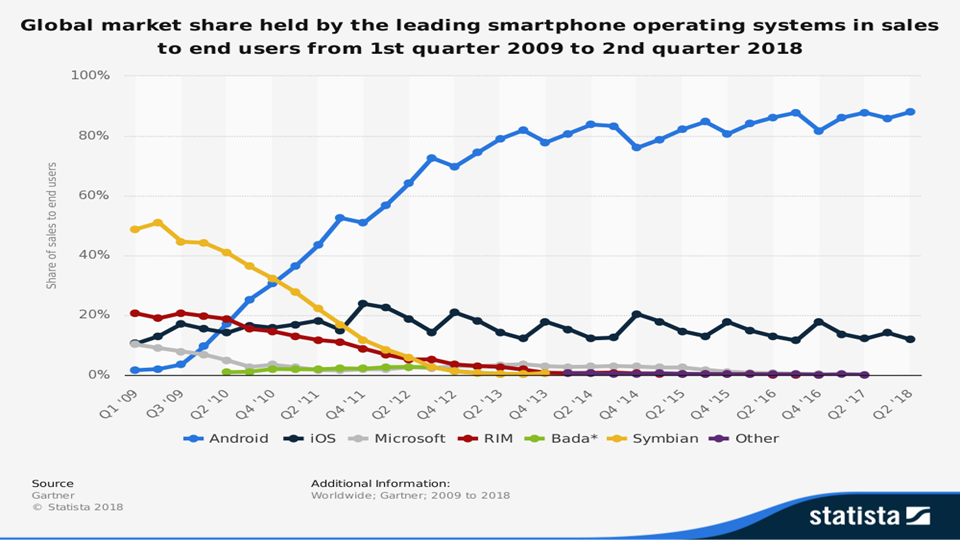 Global market share held by the leading smartphone operating systems in sales
to end users from 1st quarter 2009 to 2nd quarter 2018
100%
80%
60%
40%
20%
0%
Share of sales to end users
Q1 '09
Q3 '09
Q2 '10
Q4 '10
Q2 '11
Q4 '11
Q2 '12
Q4 '12
Q2 '13
Q4 '13
Q2 '14
Q4 '14
Q2 '15
Q4 '15
Q2 '16
Q4 '16
Q2 '17
Q2 '18
Android iOS Microsoft RIM Bada* Symbian Other
Source
Gartner
© Statista 2018
Additional Information:
Worldwide; Gartner; 2009 to 2018
statista